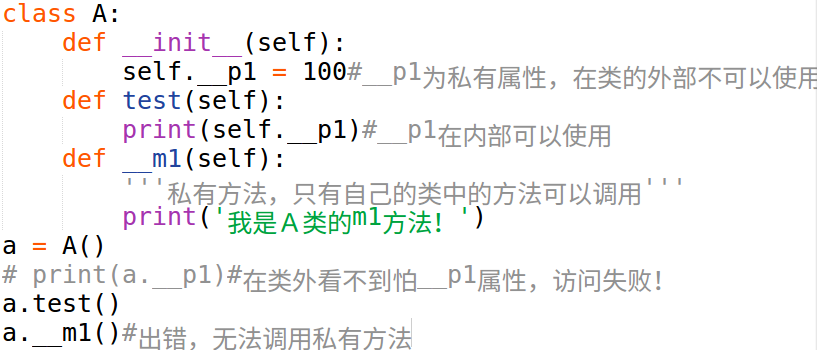 class A:
    def __init__(self):
        self.__p1 = 100#__p1为私有属性，在类的外部不可以使用
    def test(self):
        print(self.__p1)#__p1在内部可以使用
    def __m1(self):
        '''私有方法，只有自己的类中的方法可以调用'''
        print('我是Ａ类的m1方法！')
a = A()
# print(a.__p1)#在类外看不到怕__p1属性，访问失败！
a.test()
a.__m1()#出错，无法调用私有方法